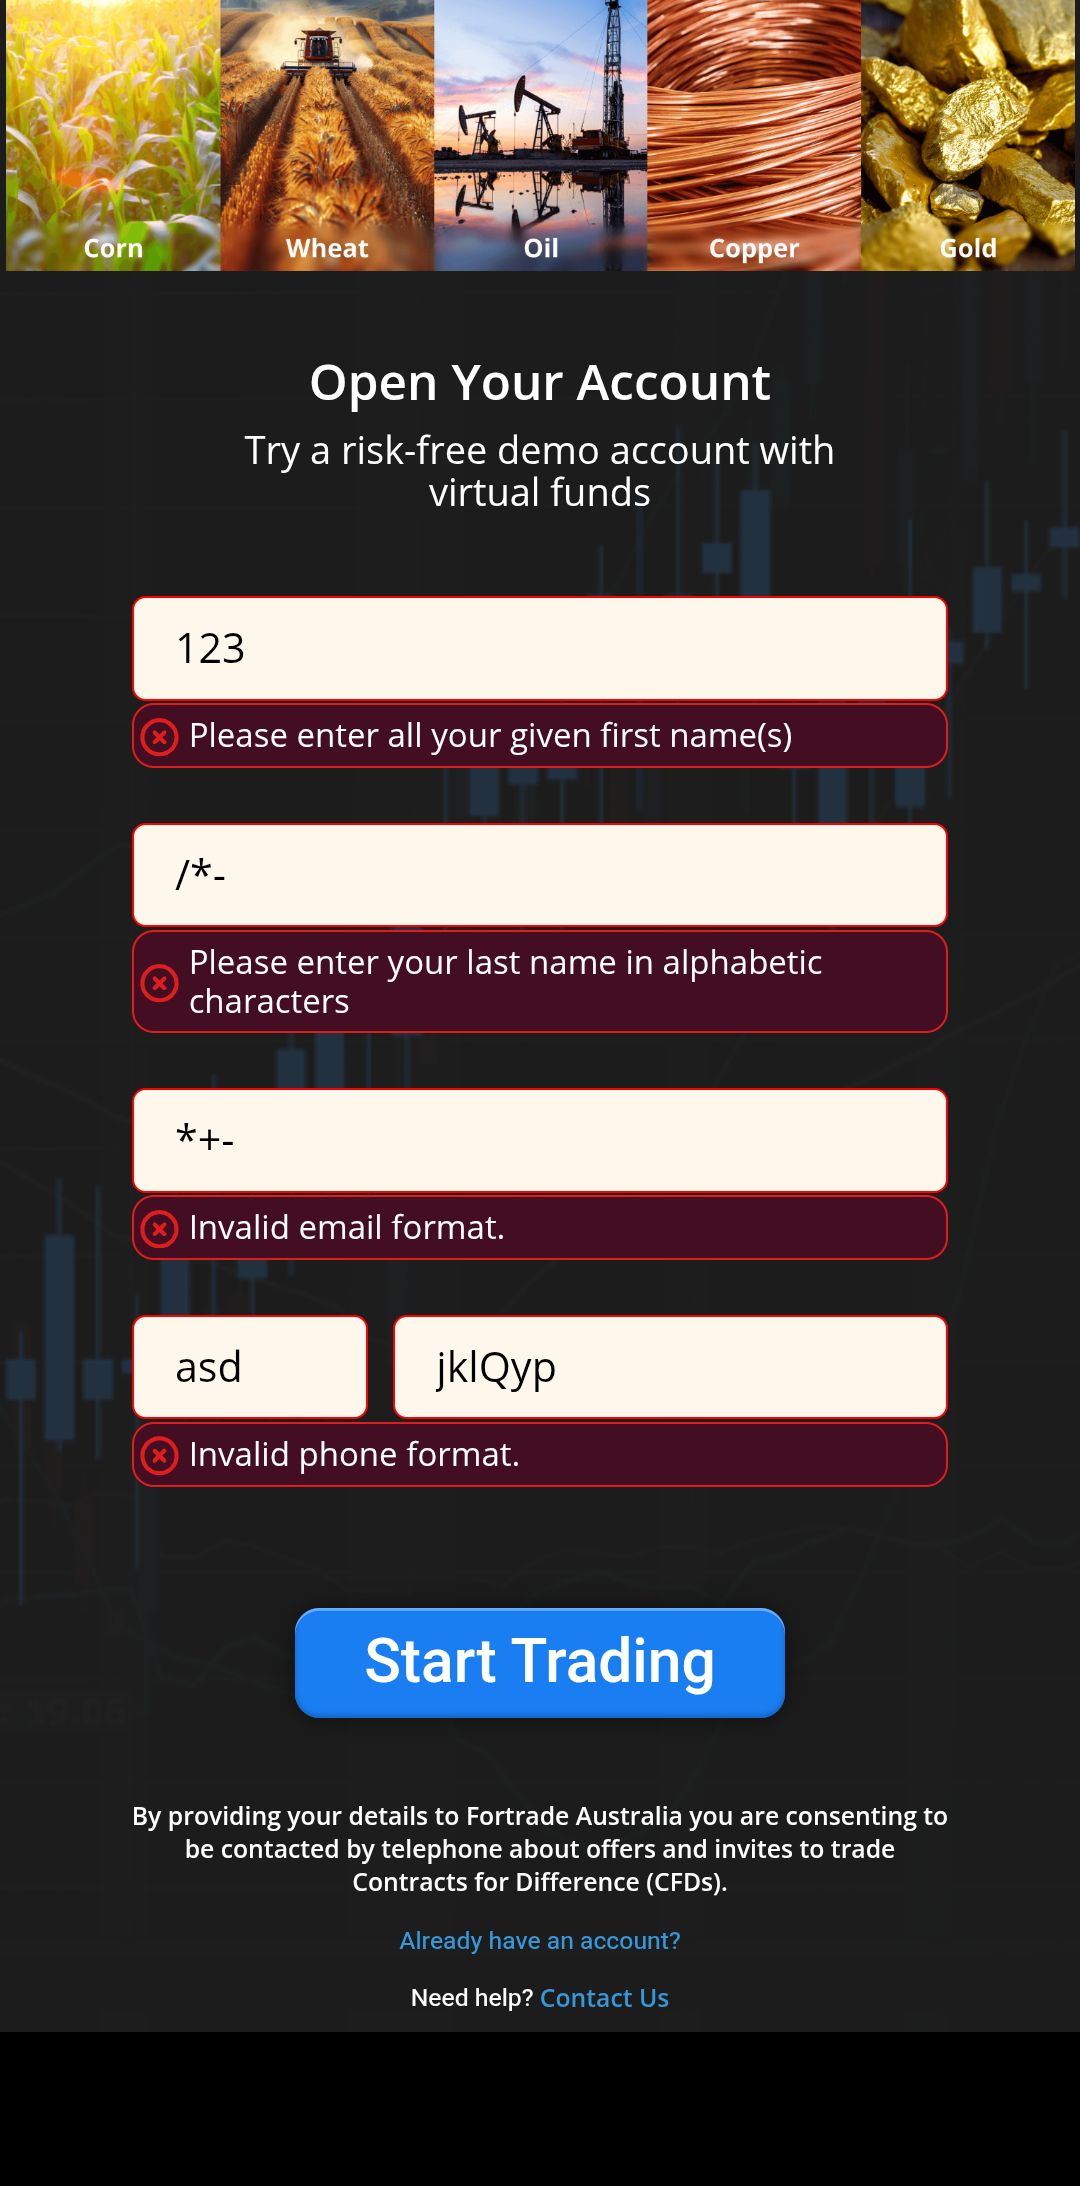 Corn Wheat Oil Copper Gold
Open Your Account
Try a risk-free demo account with
virtual funds
123
Please enter all your given first name(s)
/*-
Please enter your last name in alphabetic
characters
*+-
Invalid email format.
asd jklQyp
Invalid phone format.
Start Trading
By providing your details to Fortrade Australia you are consenting to
be contacted by telephone about offers and invites to trade
Contracts for Difference (CFDs).
Already have an account?
Need help? Contact Us